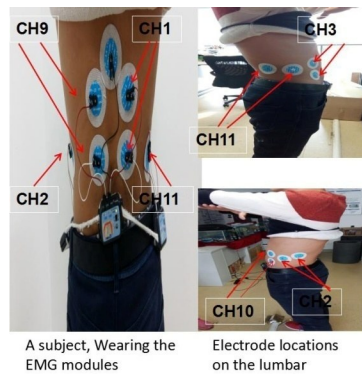 CH9
CH1
CH2
CH11
CH3
CH11
CH10
CH2
A subject, Wearing the
EMG modules
Electrode locations
on the lumbar